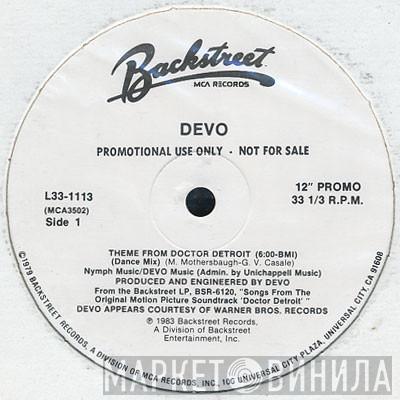 Backstreet
MCA RECORDS
DEVO
PROMOTIONAL USE ONLY - NOT FOR SALE
L33-1113
(MCA3502)
Side 1
12" PROMO
33 1/3 R.P.M.
THEME FROM DOCTOR DETROIT (6:00-BMI)
(Dance Mix) (M. Mothersbaugh-G. V. Casale)
Nymph Music/DEVO Music (Admin. by Unichappell Music)
PRODUCED AND ENGINEERED BY DEVO
From the Backstreet LP, BSR-6120, "Songs From The
Original Motion Picture Soundtrack 'Doctor Detroit' "
DEVO APPEARS COURTESY OF WARNER BROS. RECORDS
℗ 1983 Backstreet Records,
A Division of Backstreet
Entertainment, Inc.
©1979 BACKSTREET RECORDS, A DIVISION OF MCA RECORDS, INC., 100 UNIVERSAL CITY PLAZA, UNIVERSAL CITY, CA 91608
МАРКЕТ ВИНИЛА